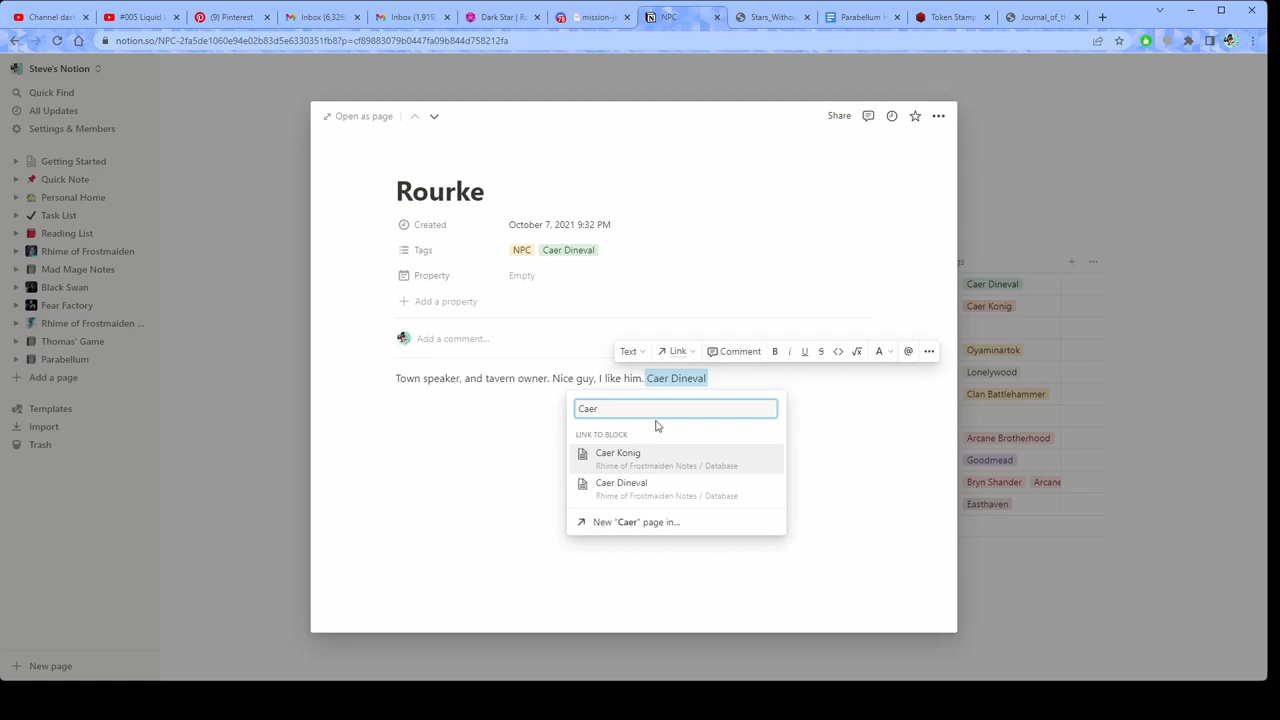 Channel dash
#005 Liquid L
(9) Pinterest
Inbox (6,326)
Inbox (1,919)
Dark Star | Ro
mission-jo
NPC
Stars_Without
Parabellum H
Token Stamp
Journal_of_th
notion.so/NPC-2fa5de1060e94e02b83d5e6330351fb8?p=cf89883079b0447fa09b844d758212fa
Steve's Notion
Quick Find
All Updates
Settings & Members
Getting Started
Quick Note
Personal Home
Task List
Reading List
Rhime of Frostmaiden
Mad Mage Notes
Black Swan
Fear Factory
Rhime of Frostmaiden ...
Thomas' Game
Parabellum
Add a page
Templates
Import
Trash
New page
Open as page
Share
Rourke
Created October 7, 2021 9:32 PM
Tags NPC Caer Dineval
Property Empty
Add a property
Add a comment...
Text Link Comment B i U S A @
Town speaker, and tavern owner. Nice guy, I like him. Caer Dineval
Caer
LINK TO BLOCK
Caer Konig
Rhime of Frostmaiden Notes / Database
Caer Dineval
Rhime of Frostmaiden Notes / Database
New "Caer" page in...
gs
Caer Dineval
Caer Konig
Oyaminartok
Lonelywood
Clan Battlehammer
Arcane Brotherhood
Goodmead
Bryn Shander Arcane
Easthaven